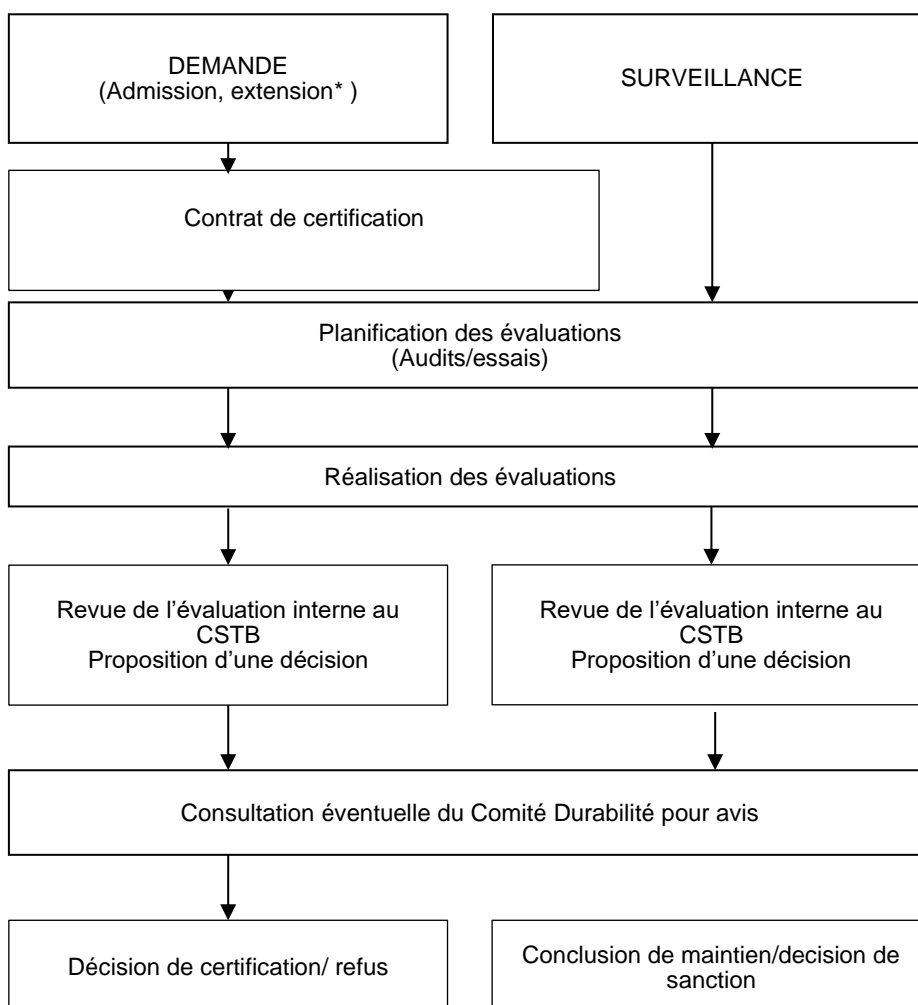 DEMANDE
(Admission, extension* )
SURVEILLANCE
Contrat de certification
Planification des évaluations
(Audits/essais)
Réalisation des évaluations
Revue de l’évaluation interne au
CSTB
Proposition d’une décision
Revue de l’évaluation interne au
CSTB
Proposition d’une décision
Consultation éventuelle du Comité Durabilité pour avis
Décision de certification/ refus
Conclusion de maintien/decision de
sanction